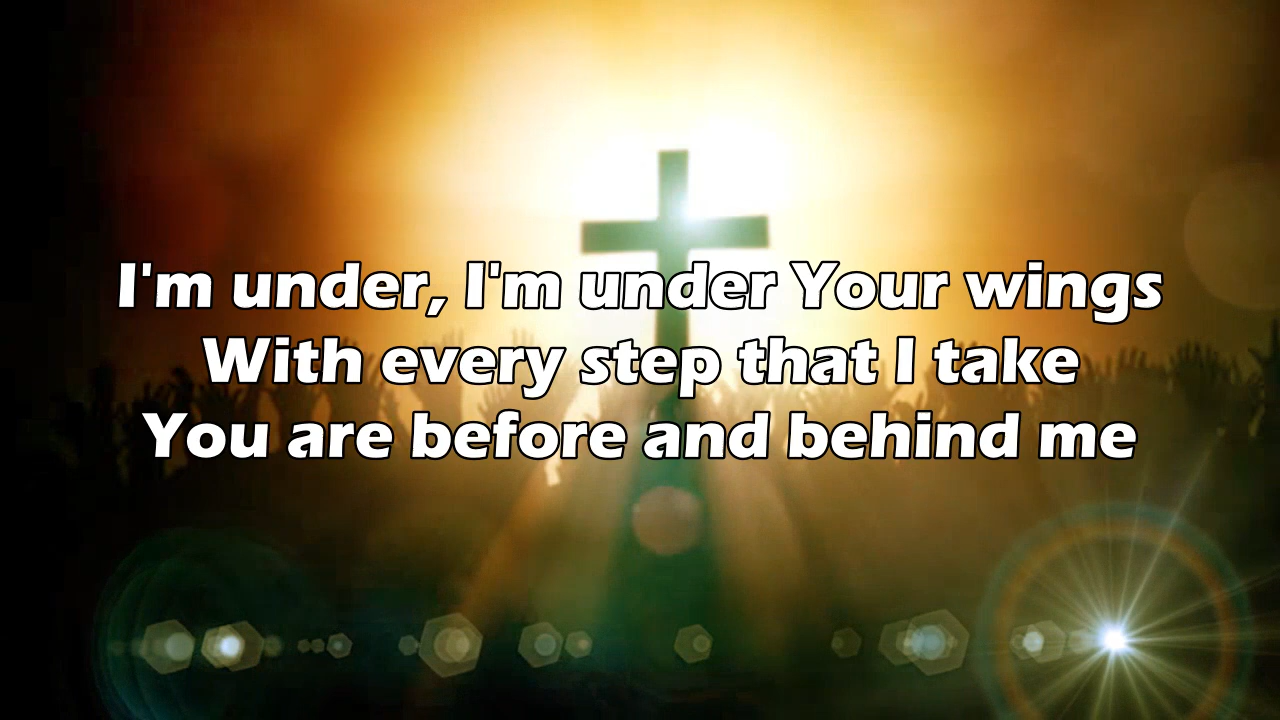 I'm under, I'm under Your wings
With every step that I take
You are before and behind me